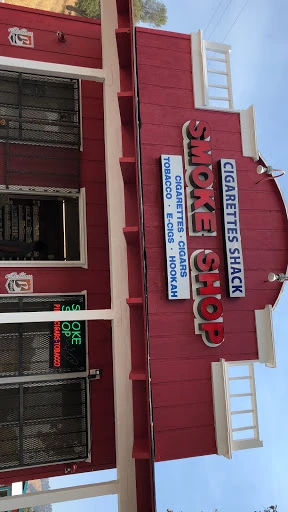 CIGARETTES SHACK
SMOKE SHOP
CIGARETTES · CIGARS
TOBACCO · E-CIGS · HOOKAH
SMOKE
SHOP